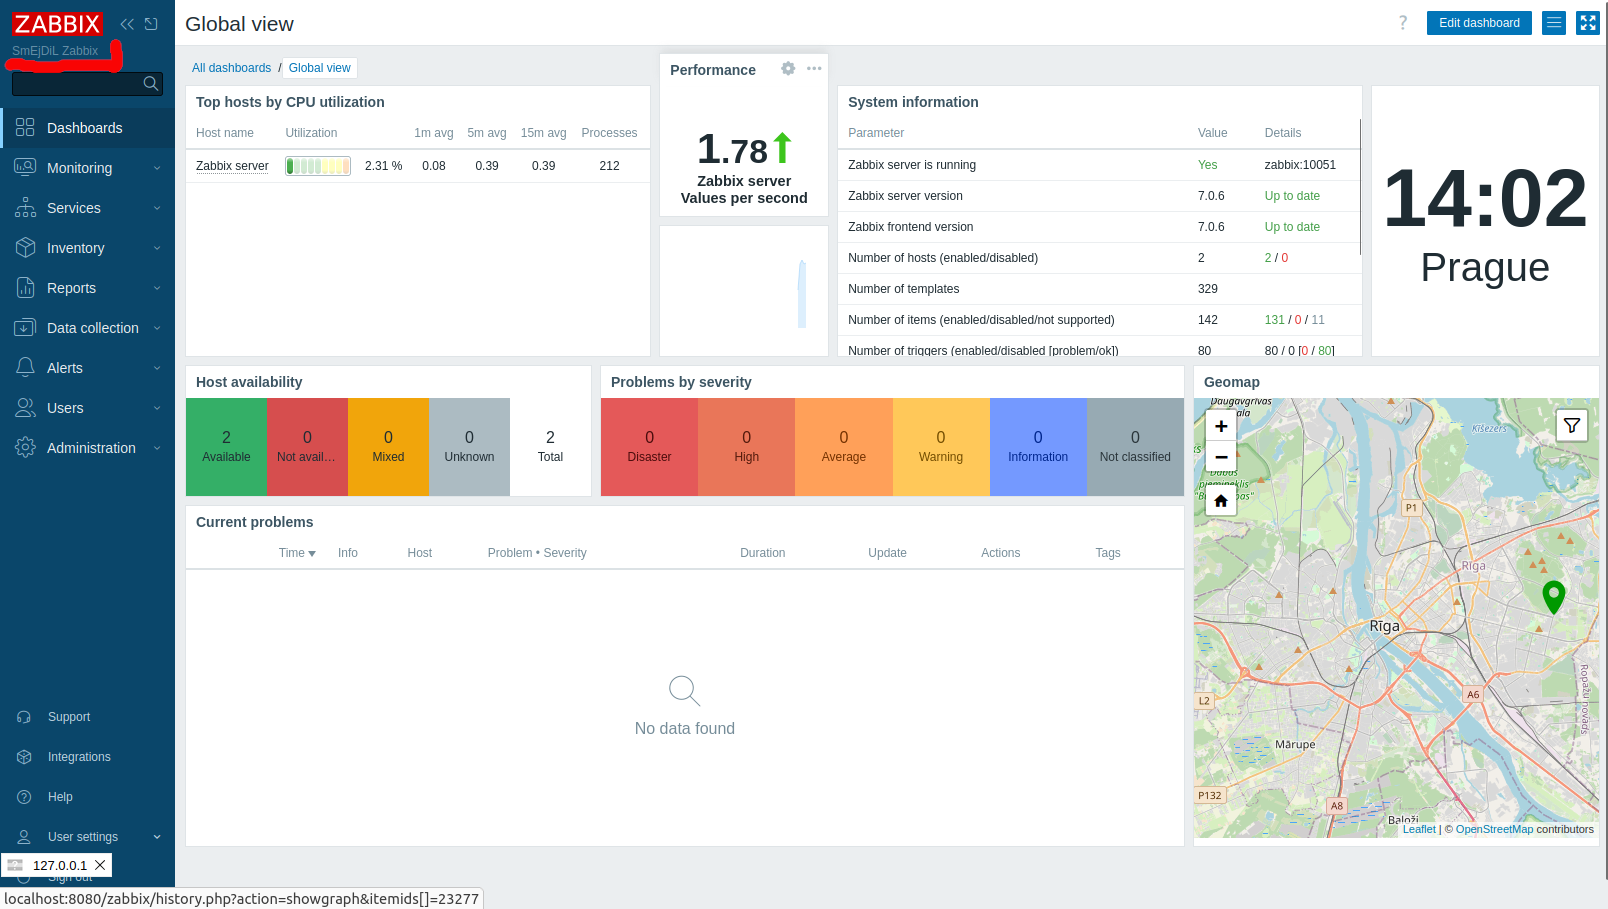 ZABBIX
SmEjDiL Zabbix
Dashboards
Monitoring
Services
Inventory
Reports
Data collection
Alerts
Users
Administration
Support
Integrations
Help
User settings
Sign out
127.0.0.1
localhost:8080/zabbix/history.php?action=showgraph&itemids[]=23277
Global view
? Edit dashboard
All dashboards / Global view
Top hosts by CPU utilization
Host name Utilization 1m avg 5m avg 15m avg Processes
Zabbix server 2.31 % 0.08 0.39 0.39 212
Performance
1.78
Zabbix server
Values per second
System information
Parameter Value Details
Zabbix server is running Yes zabbix:10051
Zabbix server version 7.0.6 Up to date
Zabbix frontend version 7.0.6 Up to date
Number of hosts (enabled/disabled) 2 2 / 0
Number of templates 329
Number of items (enabled/disabled/not supported) 142 131 / 0 / 11
Number of triggers (enabled/disabled [problem/ok]) 80 80 / 0 [0 / 80]
14:02
Prague
Host availability
2 0 0 0 2
Available Not avail... Mixed Unknown Total
Problems by severity
0 0 0 0 0 0
Disaster High Average Warning Information Not classified
Current problems
Time Info Host Problem • Severity Duration Update Actions Tags
No data found
Geomap
Daugavgrīvas
+
−
Ķīšezers
P1
Rīga
Rīga
A6
L2
Ropažu novads
Mārupe
P132
A8
Baloži
Leaflet | © OpenStreetMap contributors